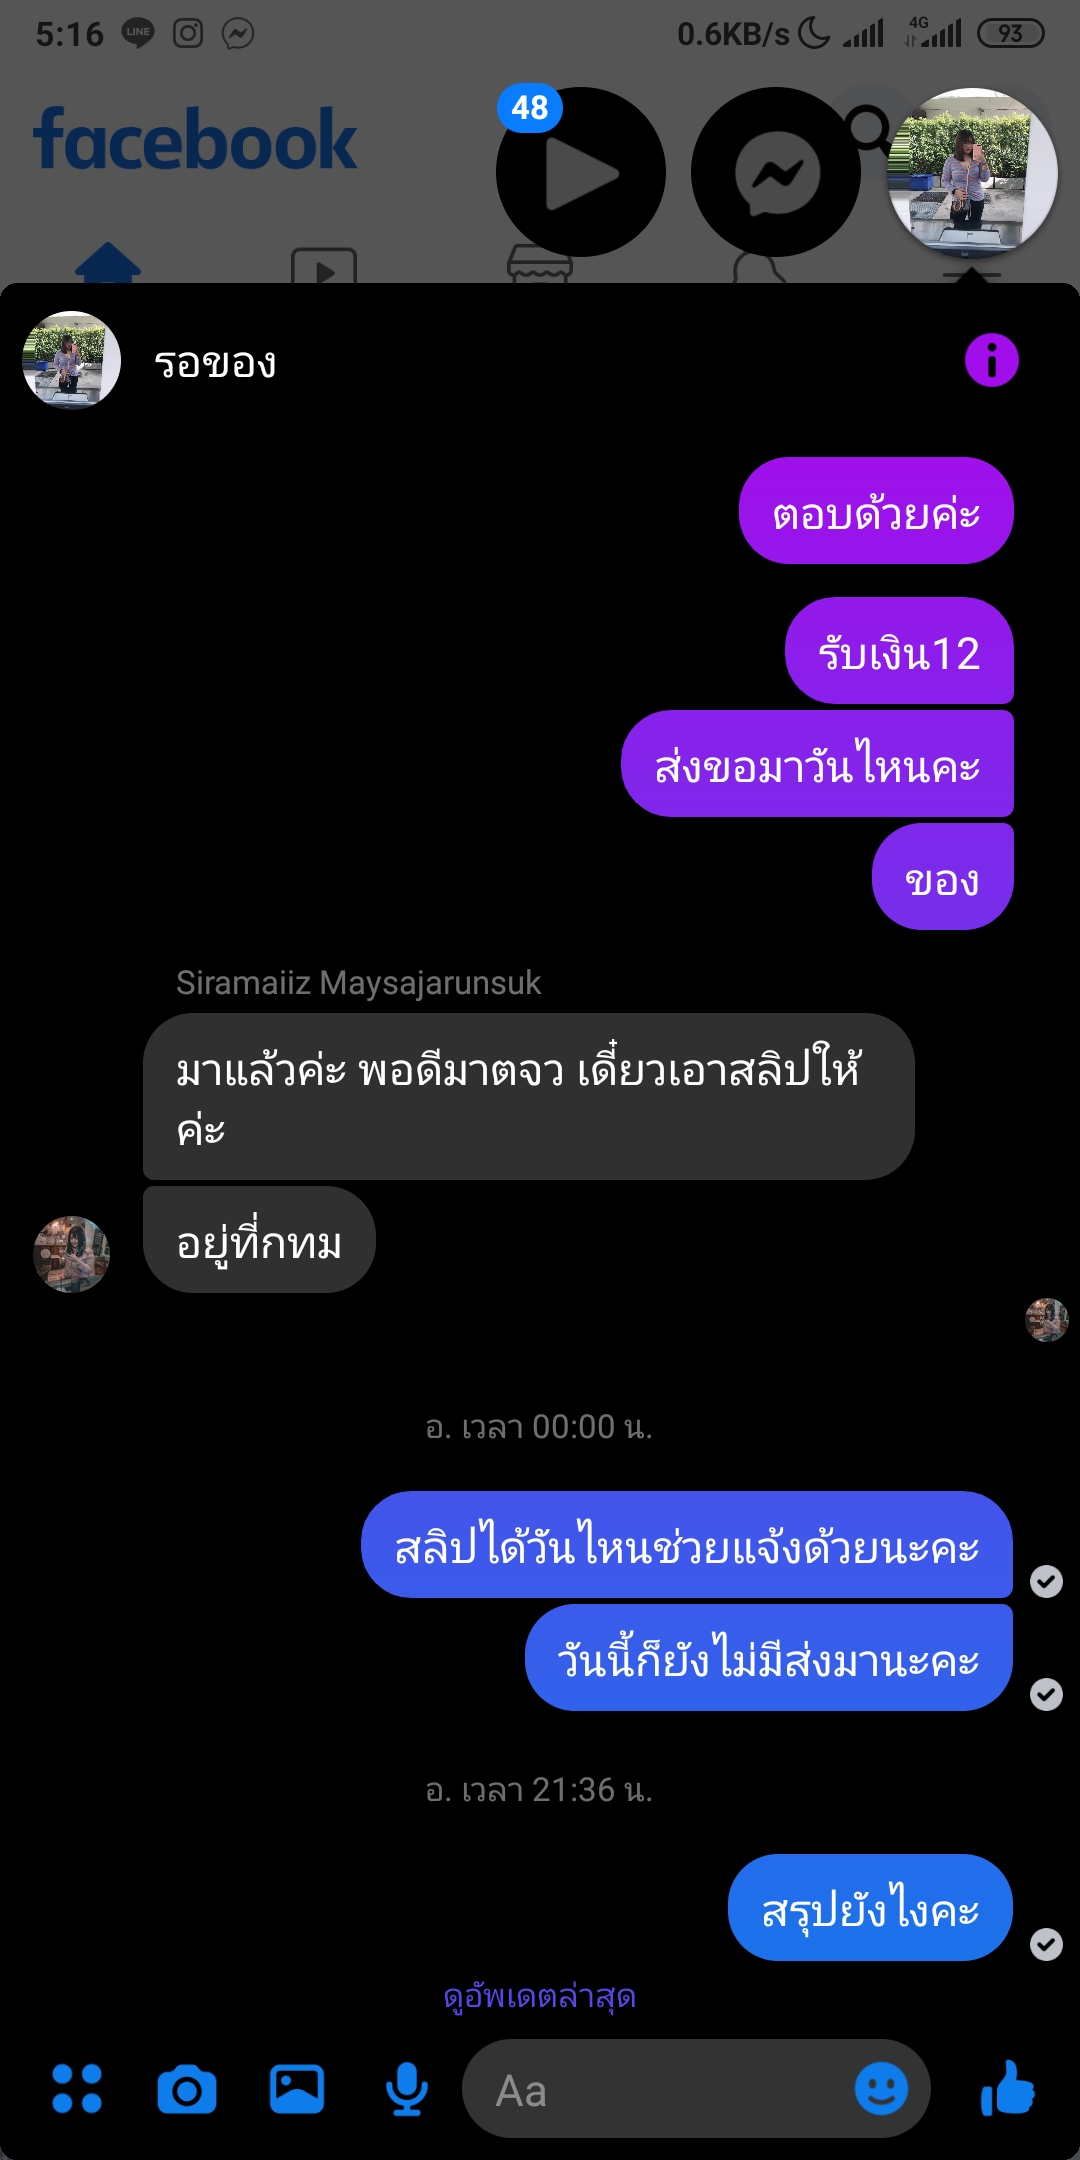 5:16
LINE
0.6KB/s
4G
93
facebook
48
รอของ
ตอบด้วยค่ะ
รับเงิน12
ส่งขอมาวันไหนคะ
ของ
Siramaiiz Maysajarunsuk
มาแล้วค่ะ พอดีมาตจว เดี๋ยวเอาสลิปให้
ค่ะ
อยู่ที่กทม
อ. เวลา 00:00 น.
สลิปได้วันไหนช่วยแจ้งด้วยนะคะ
วันนี้ก็ยังไม่มีส่งมานะคะ
อ. เวลา 21:36 น.
สรุปยังไงคะ
ดูอัพเดตล่าสุด
Aa